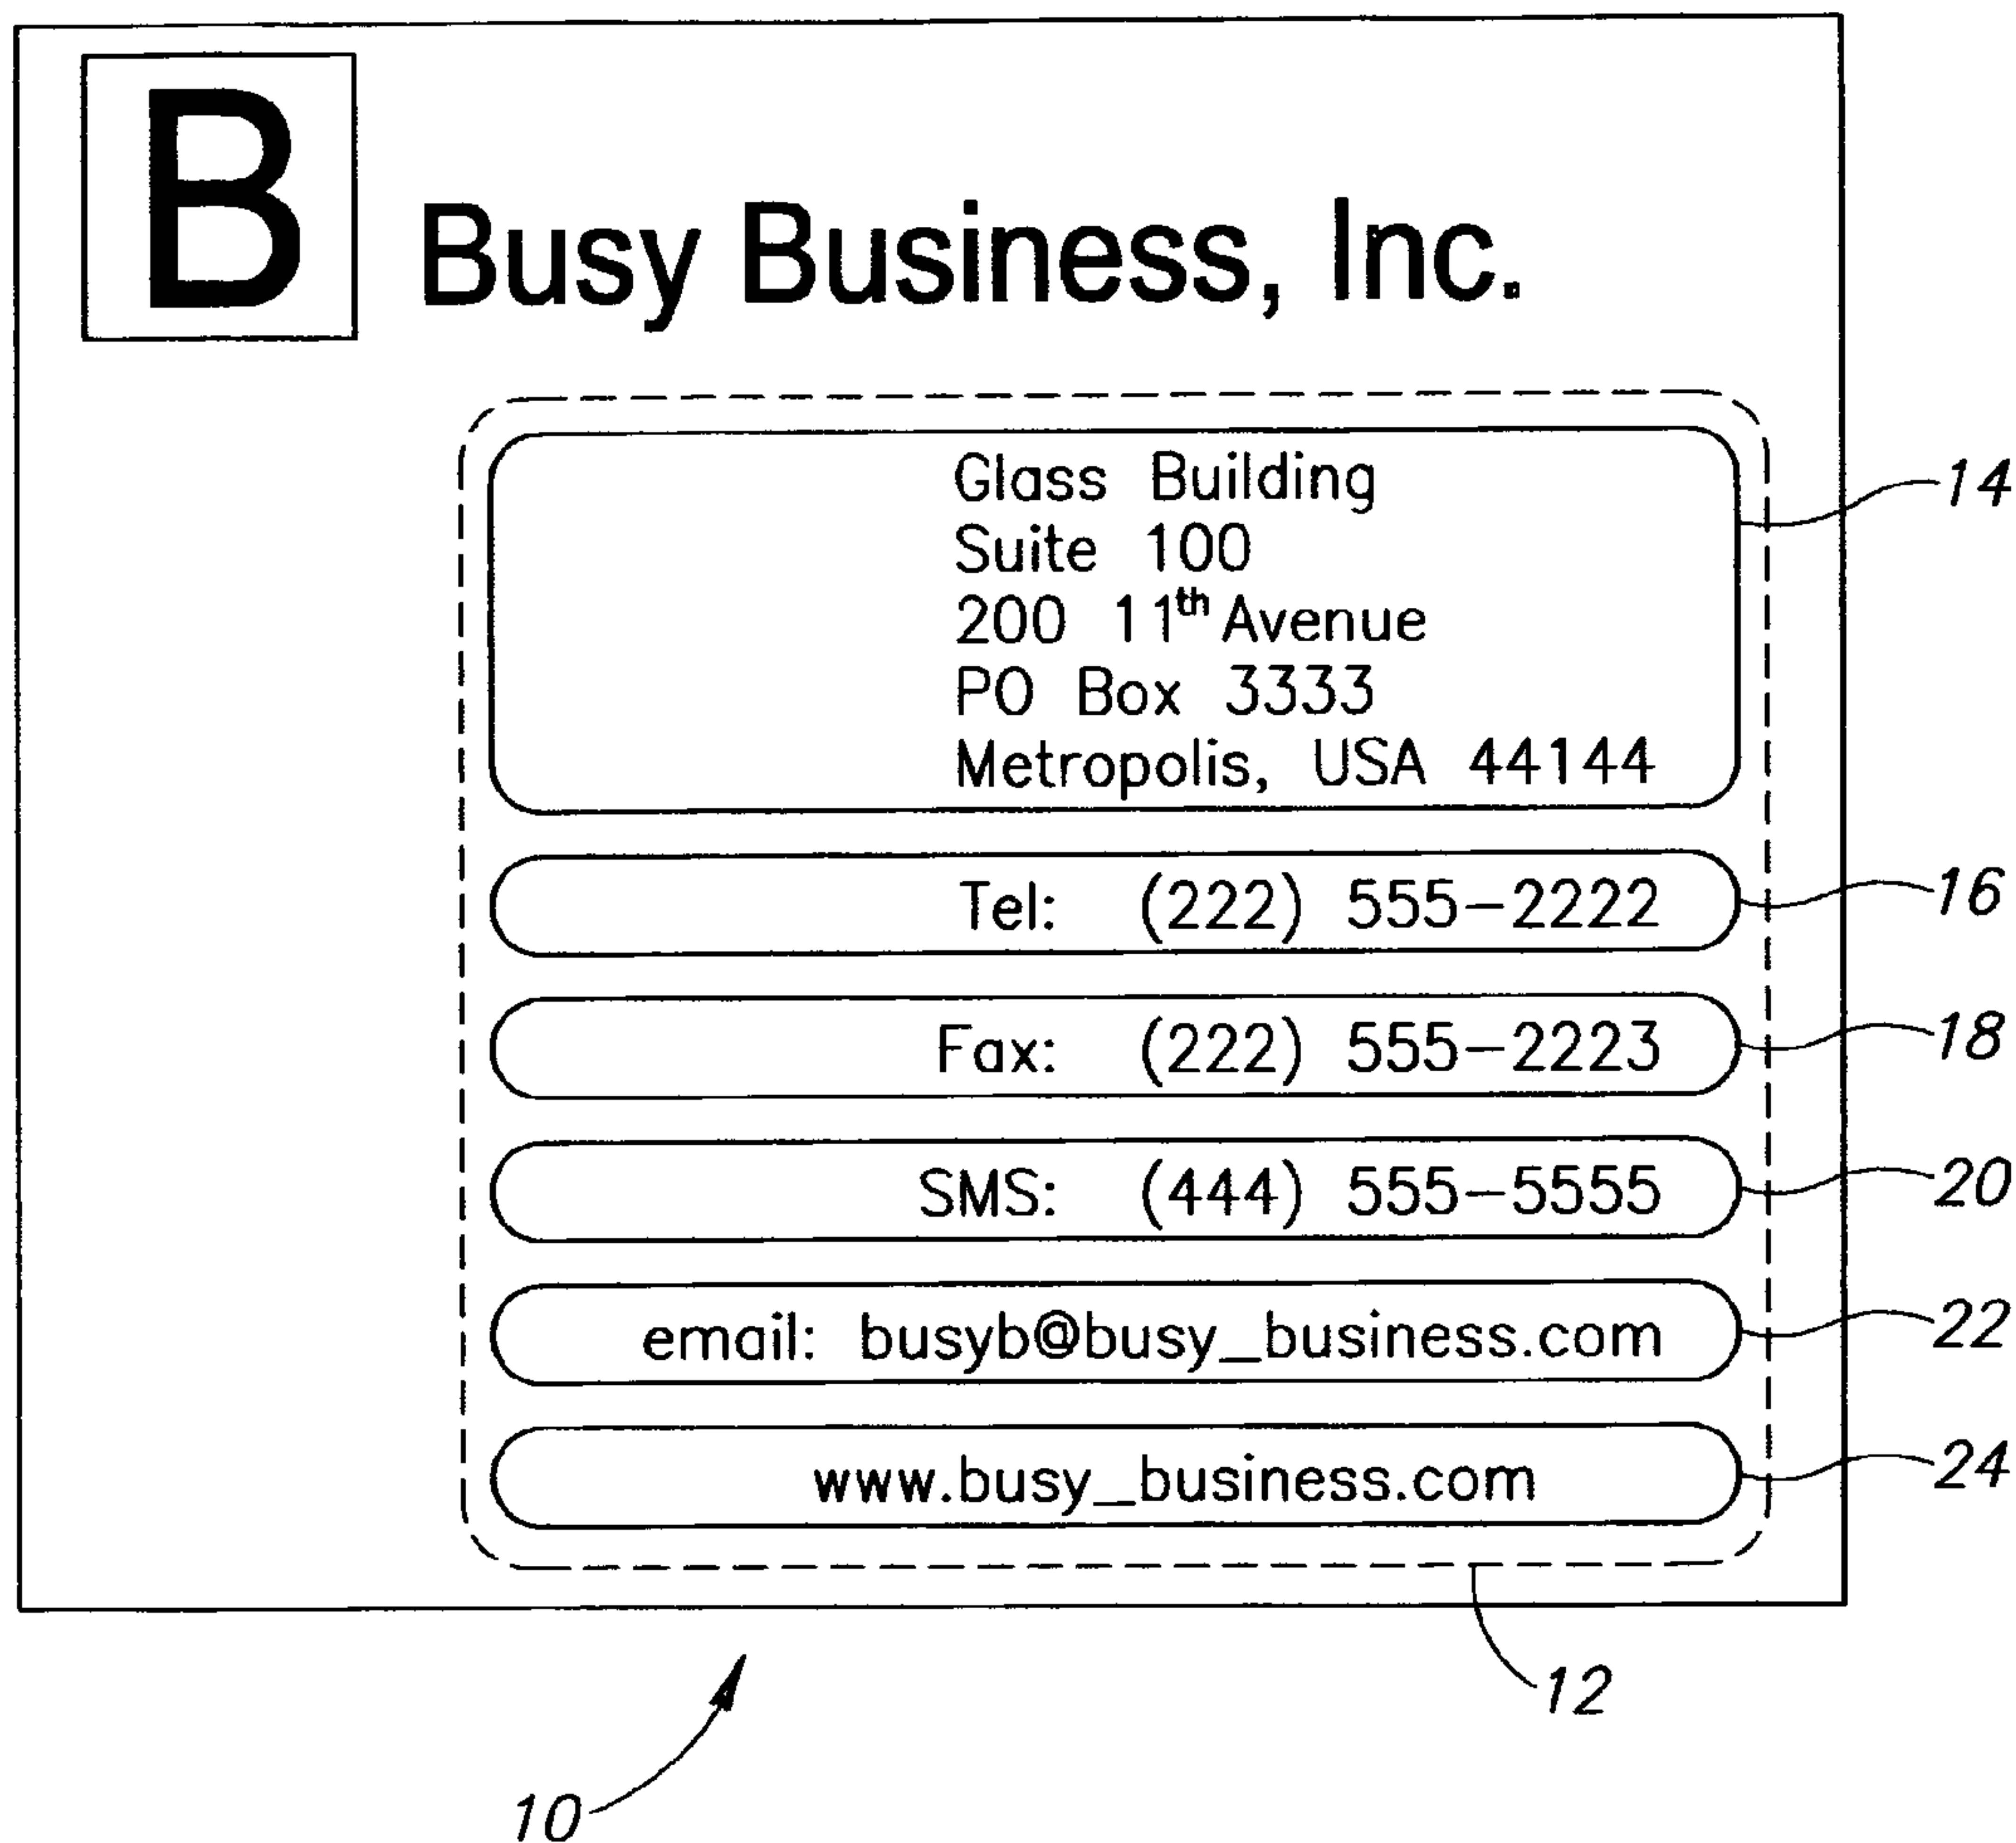 B
Busy Business, Inc.
Glass Building
Suite 100
200 11th Avenue
PO Box 3333
Metropolis, USA 44144
14
Tel: (222) 555-2222
16
Fax: (222) 555-2223
18
SMS: (444) 555-5555
20
email: busyb@busy_business.com
22
www.busy_business.com
24
12
10